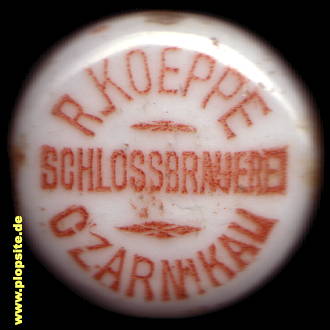 R. KOEPPE
SCHLOSSBRAUEREI
CZARNIKAU
www.plopsite.de